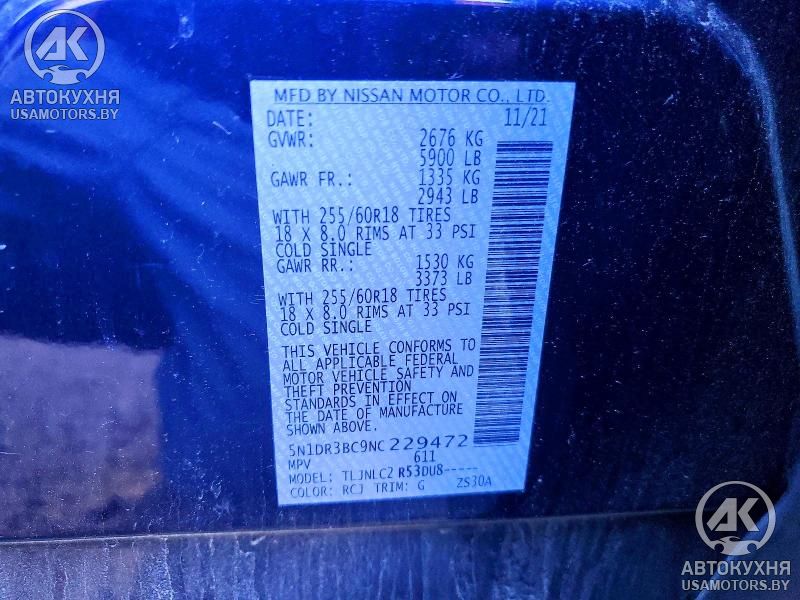 АК
АВТОКУХНЯ
USAMOTORS.BY
MFD BY NISSAN MOTOR CO., LTD.
DATE: 11/21
GVWR: 2676 KG
5900 LB
GAWR FR.: 1335 KG
2943 LB
WITH 255/60R18 TIRES
18 X 8.0 RIMS AT 33 PSI
COLD SINGLE
GAWR RR.: 1530 KG
3373 LB
WITH 255/60R18 TIRES
18 X 8.0 RIMS AT 33 PSI
COLD SINGLE
THIS VEHICLE CONFORMS TO
ALL APPLICABLE FEDERAL
MOTOR VEHICLE SAFETY AND
THEFT PREVENTION
STANDARDS IN EFFECT ON
THE DATE OF MANUFACTURE
SHOWN ABOVE.
5N1DR3BC9NC229472
MPV 611
MODEL: TLJNLC2 R53DU8-----
COLOR: RCJ TRIM: G ZS30A
АК
АВТОКУХНЯ
USAMOTORS.BY